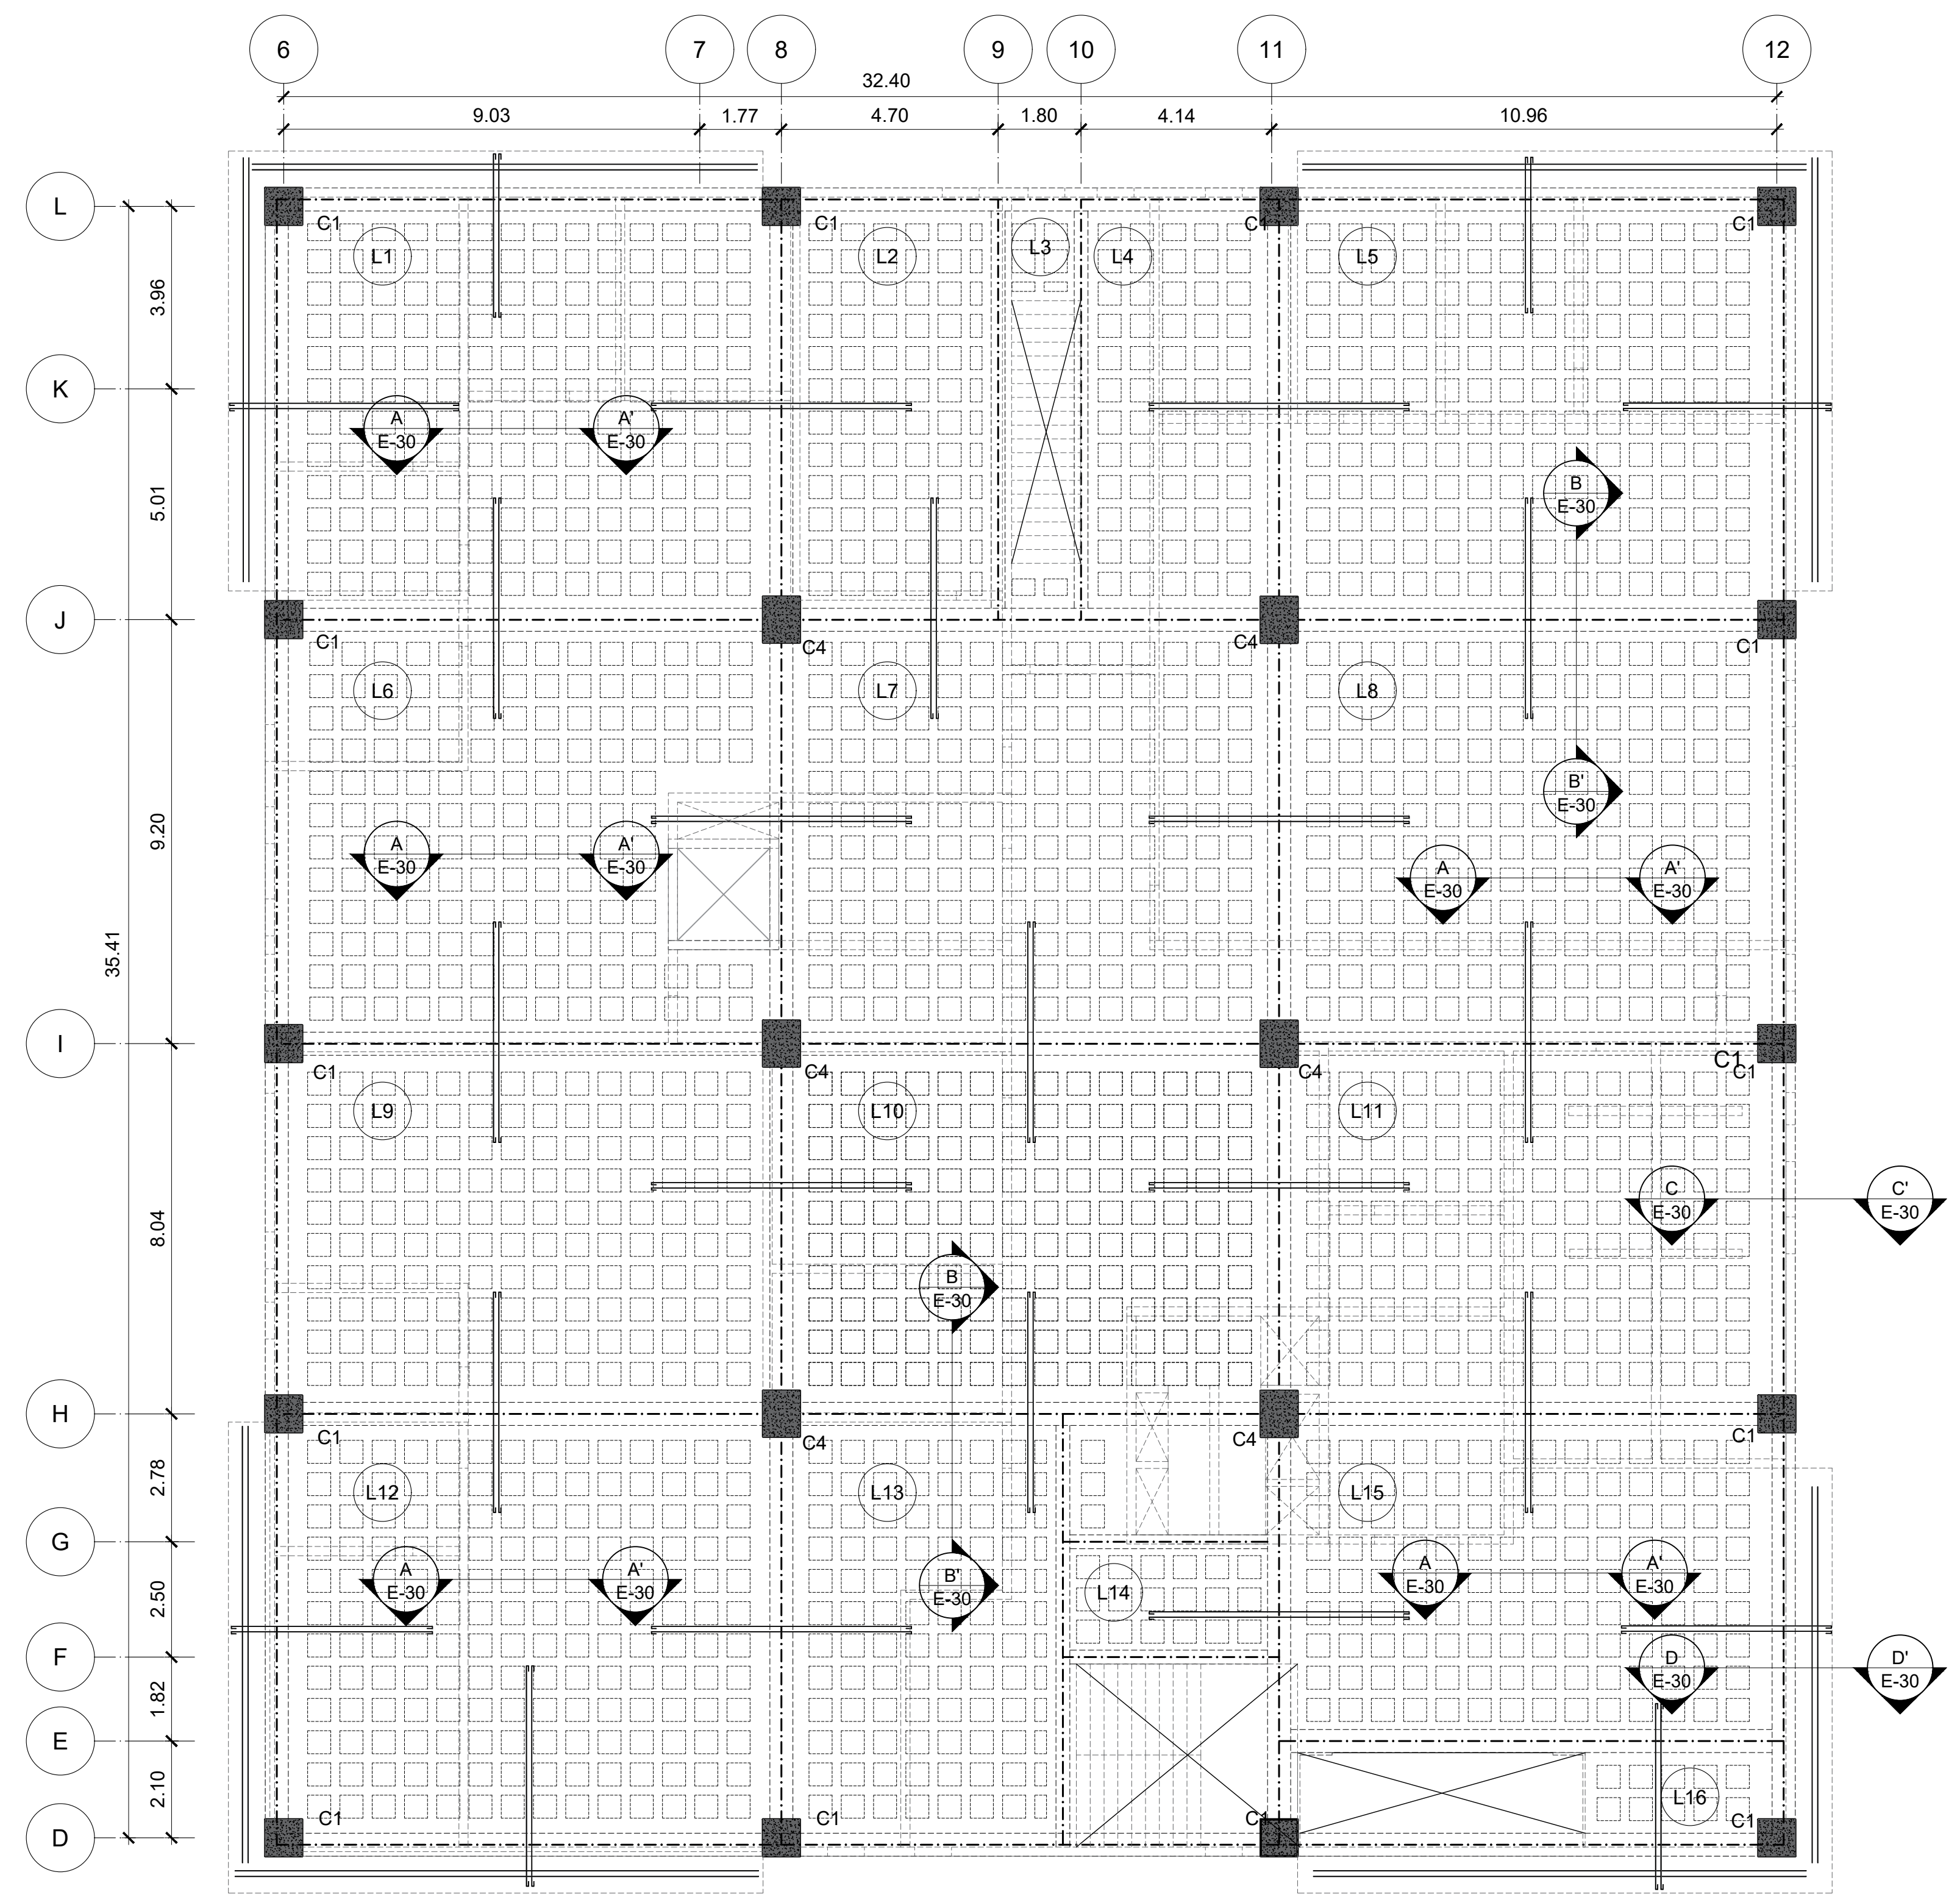 6 7 8 9 10 11 12
32.40
9.03 1.77 4.70 1.80 4.14 10.96
L
C1 C1 C1 C1
L1 L2 L3 L4 L5
3.96
K
A A'
E-30 E-30
B
E-30
5.01
J
C1 C4 C4 C1
L6 L7 L8
B'
E-30
9.20
A A' A A'
E-30 E-30 E-30 E-30
35.41
I
C1 C4 C4 C1
C1
L9 L10 L11
C C'
E-30 E-30
8.04
B
E-30
H
C1 C4 C4 C1
2.78
L12 L13 L15
G
A A' B' A A'
E-30 E-30 E-30 E-30 E-30
L14
2.50
F
D D'
E-30 E-30
1.82
E
2.10
L16
C1 C1 C1 C1
D